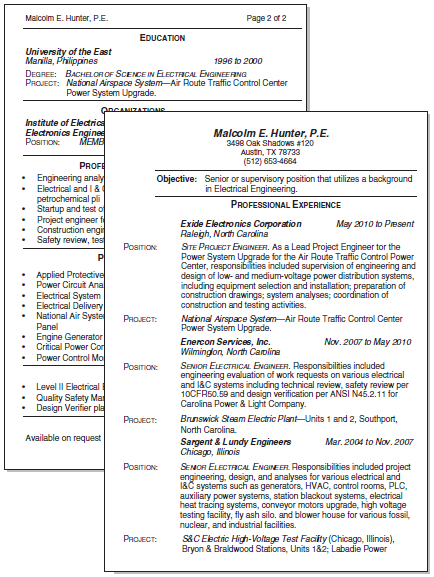 Malcolm E. Hunter, P.E. Page 2 of 2
EDUCATION
University of the East
Manilla, Philippines 1996 to 2000
DEGREE: BACHELOR OF SCIENCE IN ELECTRICAL ENGINEERING
PROJECT: National Airspace System—Air Route Traffic Control Center
Power System Upgrade.
ORGANIZATIONS
Institute of Electrica
Electronics Enginee
POSITION: MEMB
PROFE
• Engineering analy
• Electrical and I & C
petrochemical pli
• Startup and test o
• Project engineer f
• Construction engin
• Safety review, test
P
• Applied Protective
• Power Circuit Ana
• Electrical System
• Electrical Delivery
• National Air Syste
Panel
• Engine Generator
• Critical Power Con
• Power Control Mo
• Level II Electrical E
• Quality Safety Man
• Design Verifier pla
Available on request
Malcolm E. Hunter, P.E.
3498 Oak Shadows #120
Austin, TX 78733
(512) 653-4664
Objective: Senior or supervisory position that utilizes a background
in Electrical Engineering.
PROFESSIONAL EXPERIENCE
Exide Electronics Corporation May 2010 to Present
Raleigh, North Carolina
POSITION: SITE PROJECT ENGINEER. As a Lead Project Engineer for the
Power System Upgrade for the Air Route Traffic Control Power
Center, responsibilities included supervision of engineering and
design of low- and medium-voltage power distribution systems,
including equipment selection and installation; preparation of
construction drawings; system analyses; coordination of
construction and testing activities.
PROJECT: National Airspace System—Air Route Traffic Control Center
Power System Upgrade.
Enercon Services, Inc. Nov. 2007 to May 2010
Wilmington, North Carolina
POSITION: SENIOR ELECTRICAL ENGINEER. Responsibilities included
engineering evaluation of work requests on various electrical
and I&C systems including technical review, safety review per
10CFR50.59 and design verification per ANSI N45.2.11 for
Carolina Power & Light Company.
PROJECT: Brunswick Steam Electric Plant—Units 1 and 2, Southport,
North Carolina.
Sargent & Lundy Engineers Mar. 2004 to Nov. 2007
Chicago, Illinois
POSITION: SENIOR ELECTRICAL ENGINEER. Responsibilities included project
engineering, design, and analyses for various electrical and
I&C systems such as generators, HVAC, control rooms, PLC,
auxiliary power systems, station blackout systems, electrical
heat tracing systems, conveyor motors upgrade, high voltage
testing facility, fly ash silo. and blower house for various fossil,
nuclear, and industrial facilities.
PROJECT: S&C Electric High-Voltage Test Facility (Chicago, Illinois),
Bryon & Braldwood Stations, Units 1&2; Labadie Power